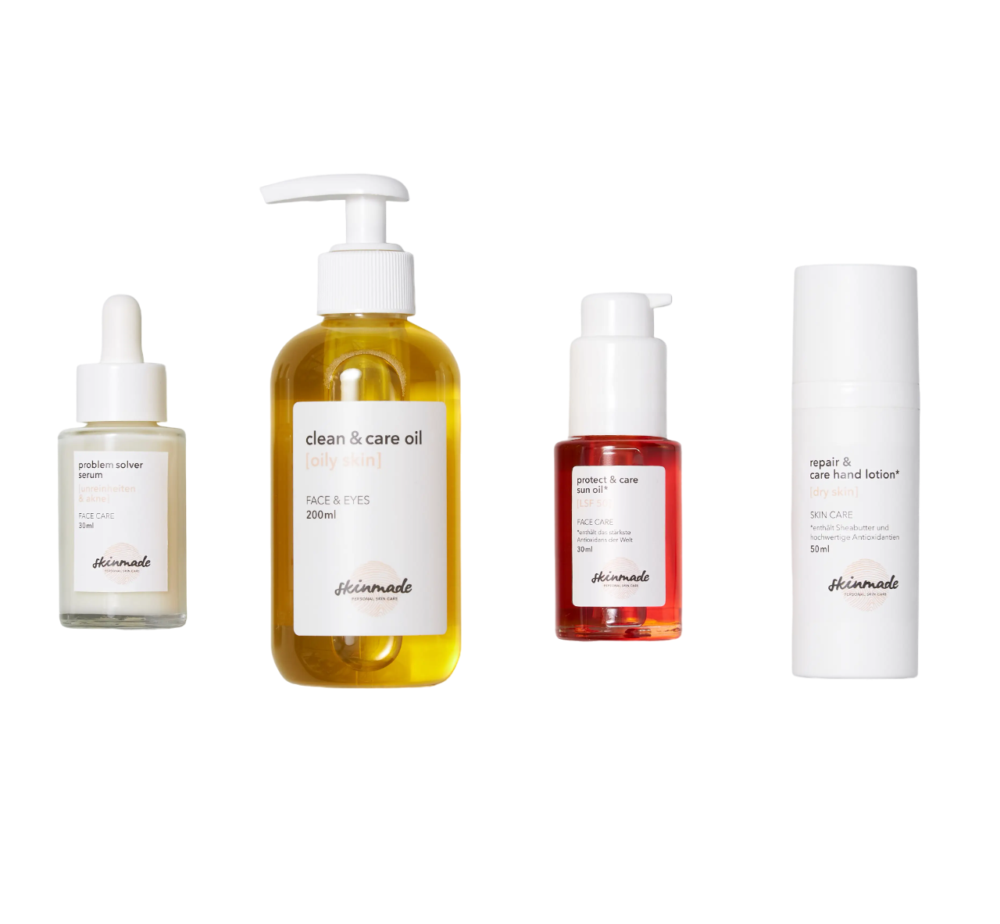 problem solver
serum
[unreinheiten
& akne]
FACE CARE
30ml
skinmade
PERSONAL SKIN CARE
clean & care oil
[oily skin]
FACE & EYES
200ml
skinmade
PERSONAL SKIN CARE
protect & care
sun oil*
[LSF
FACE CARE
*enthält das stärkste
Antioxidans der Welt
30ml
skinmade
PERSONAL SKIN CARE
repair &
care hand lotion*
[dry skin]
SKIN CARE
*enthält Sheabutter und
hochwertige Antioxidantien
50ml
skinmade
PERSONAL SKIN CARE